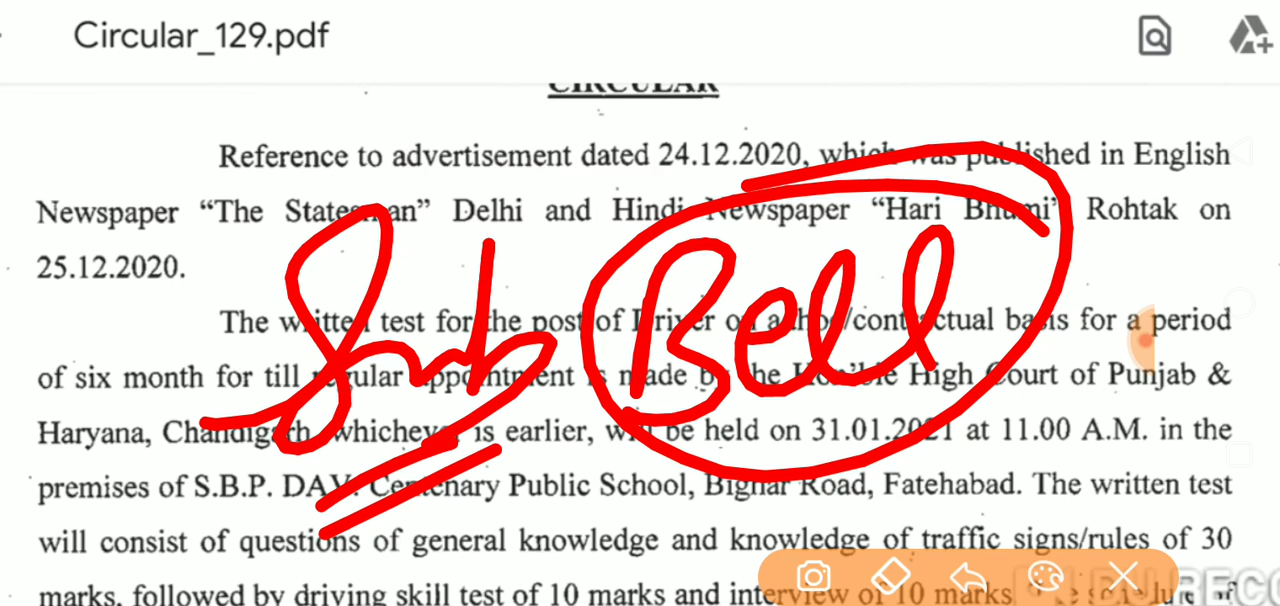 Circular_129.pdf
CIRCULAR
Reference to advertisement dated 24.12.2020, which was published in English
Newspaper “The Statesman” Delhi and Hindi Newspaper “Hari Bhumi” Rohtak on
25.12.2020.
Sub Bell
The written test for the post of Driver on adhoc/contractual basis for a period
of six month for till regular appointment is made by the Hon'ble High Court of Punjab &
Haryana, Chandigarh whichever is earlier, will be held on 31.01.2021 at 11.00 A.M. in the
premises of S.B.P. DAV. Centenary Public School, Bighar Road, Fatehabad. The written test
will consist of questions of general knowledge and knowledge of traffic signs/rules of 30
marks, followed by driving skill test of 10 marks and interview of 10 marks